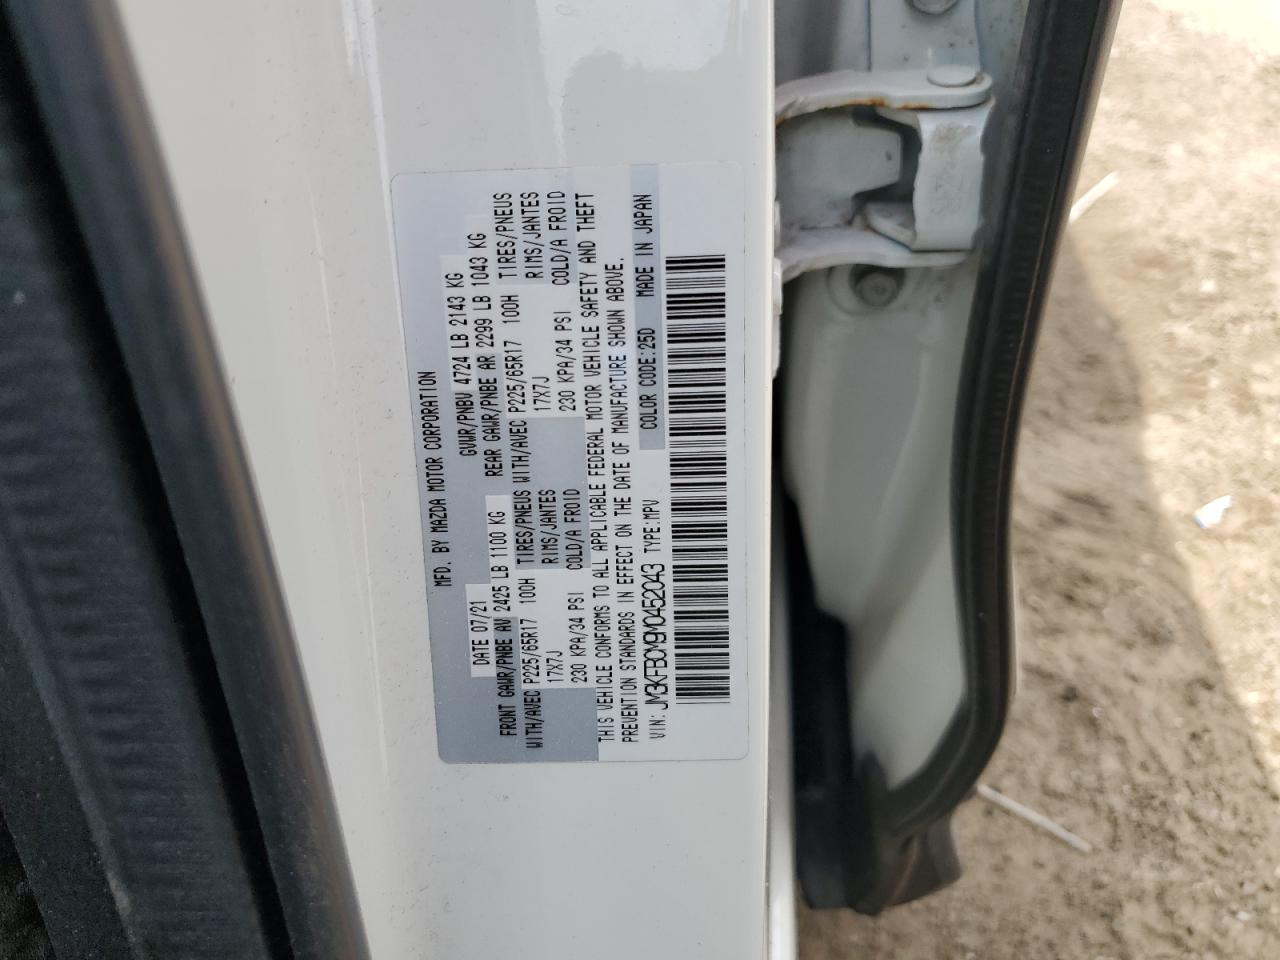 MFD. BY MAZDA MOTOR CORPORATION
DATE 07/21 GVWR/PNBV 4724 LB 2143 KG
FRONT GAWR/PNBE AV 2425 LB 1100 KG REAR GAWR/PNBE AR 2299 LB 1043 KG
WITH/AVEC P225/65R17 100H TIRES/PNEUS WITH/AVEC P225/65R17 100H TIRES/PNEUS
17X7J RIMS/JANTES 17X7J RIMS/JANTES
230 KPA/34 PSI COLD/A FROID 230 KPA/34 PSI COLD/A FROID
THIS VEHICLE CONFORMS TO ALL APPLICABLE FEDERAL MOTOR VEHICLE SAFETY AND THEFT
PREVENTION STANDARDS IN EFFECT ON THE DATE OF MANUFACTURE SHOWN ABOVE.
VIN: JM3KFBCM9M0452043 TYPE:MPV COLOR CODE:25D MADE IN JAPAN